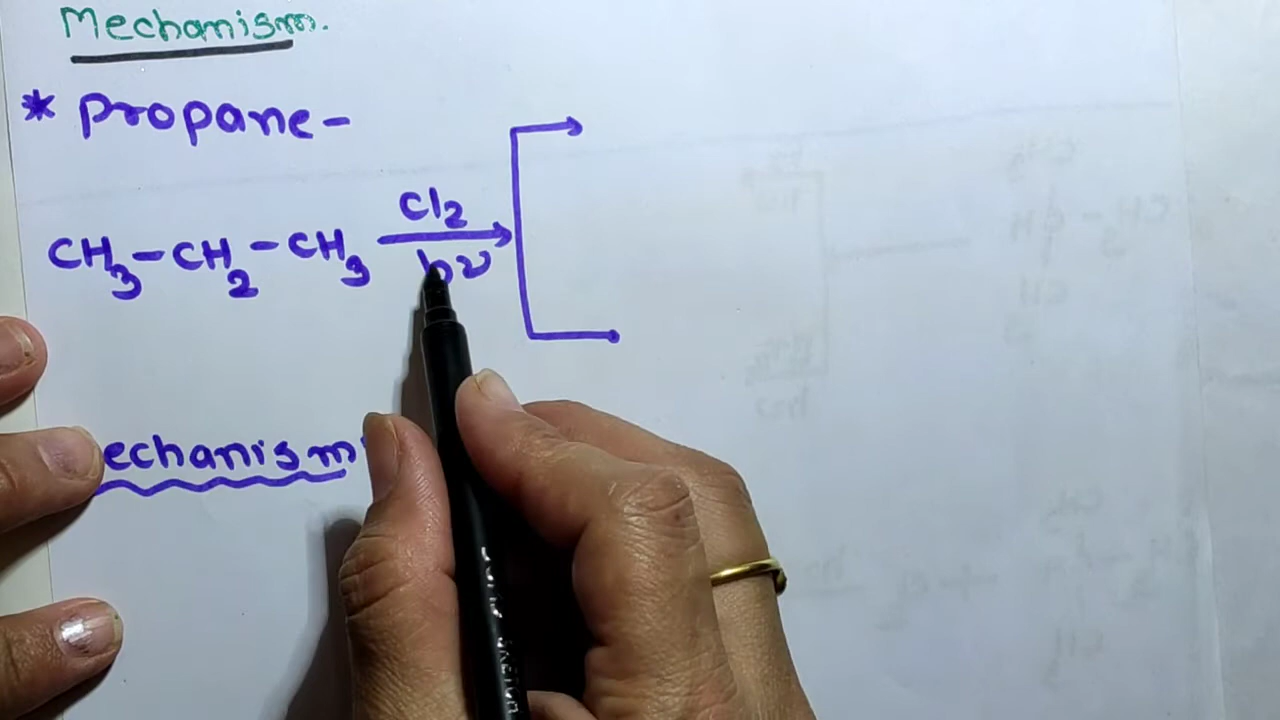 Mechanism.
* Propane-
Cl2
CH3-CH2-CH3
hν
echanism